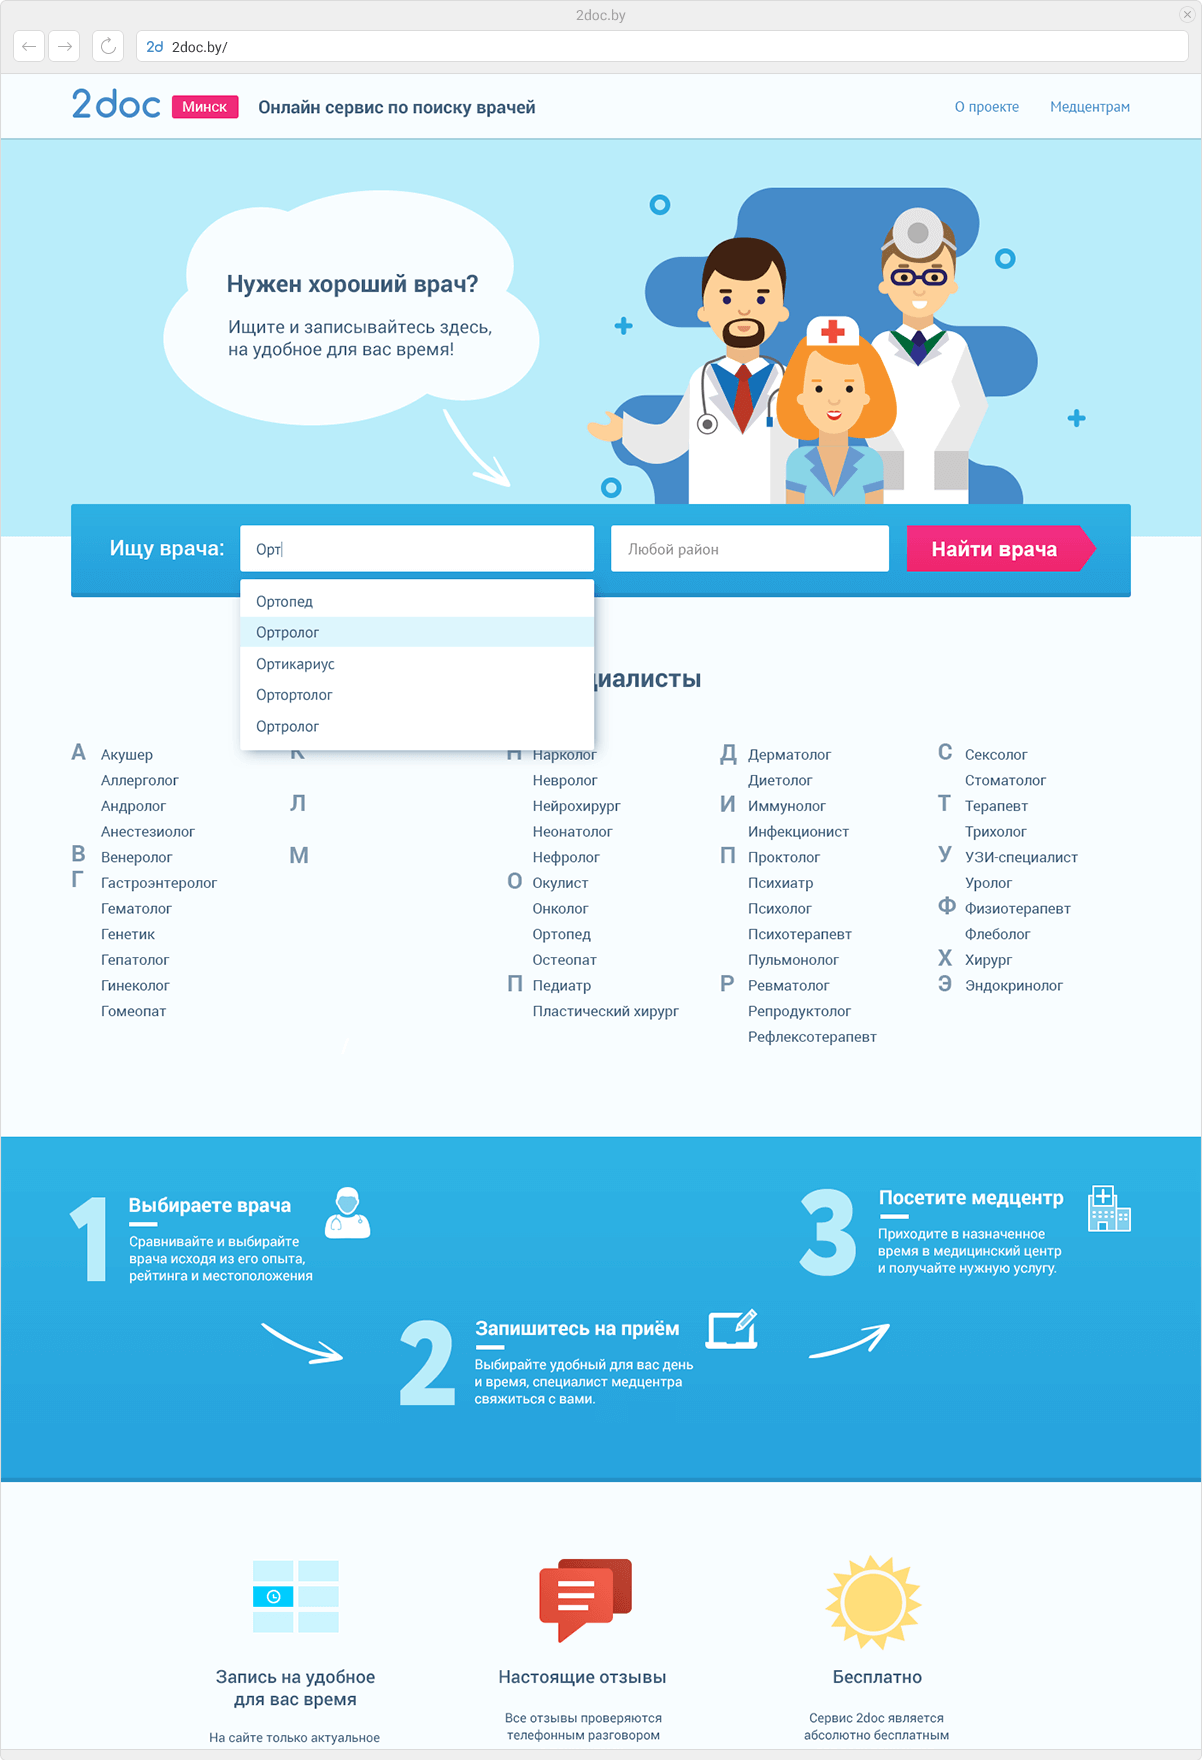 2doc.by
2d 2doc.by/
2doc Минск Онлайн сервис по поиску врачей О проекте Медцентрам
Нужен хороший врач?
Ищите и записывайтесь здесь,
на удобное для вас время!
Ищу врача: Орт Любой район Найти врача
Ортопед
Ортролог
Ортикариус
Ортортолог
Ортролог
циалисты
А Акушер
Аллерголог
Андролог
Анестезиолог
В Венеролог
Г Гастроэнтеролог
Гематолог
Генетик
Гепатолог
Гинеколог
Гомеопат
К
Л
М
Н Нарколог
Невролог
Нейрохирург
Неонатолог
Нефролог
О Окулист
Онколог
Ортопед
Остеопат
П Педиатр
Пластический хирург
Д Дерматолог
Диетолог
И Иммунолог
Инфекционист
П Проктолог
Психиатр
Психолог
Психотерапевт
Пульмонолог
Р Ревматолог
Репродуктолог
Рефлексотерапевт
С Сексолог
Стоматолог
Т Терапевт
Трихолог
У УЗИ-специалист
Уролог
Ф Физиотерапевт
Флеболог
Х Хирург
Э Эндокринолог
1 Выбираете врача
Сравнивайте и выбирайте
врача исходя из его опыта,
рейтинга и местоположения
2 Запишитесь на приём
Выбирайте удобный для вас день
и время, специалист медцентра
свяжиться с вами.
3 Посетите медцентр
Приходите в назначенное
время в медицинский центр
и получайте нужную услугу.
Запись на удобное
для вас время
На сайте только актуальное
Настоящие отзывы
Все отзывы проверяются
телефонным разговором
Бесплатно
Сервис 2doc является
абсолютно бесплатным